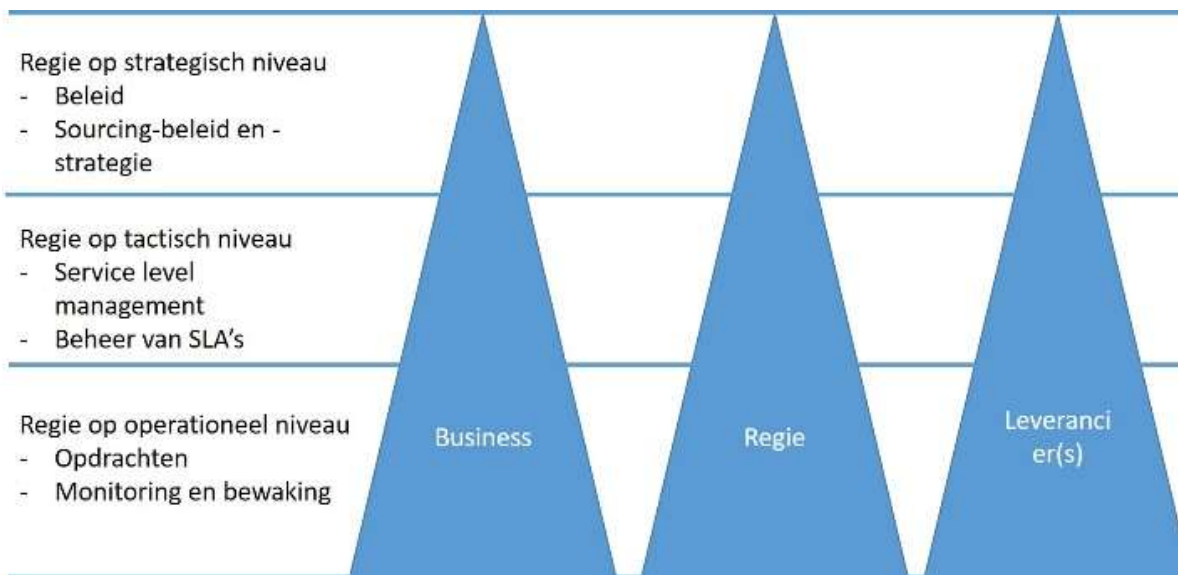 Regie op strategisch niveau
- Beleid
- Sourcing-beleid en -
strategie
Regie op tactisch niveau
- Service level
management
- Beheer van SLA's
Regie op operationeel niveau
- Opdrachten
- Monitoring en bewaking
Business
Regie
Leveranci
er(s)